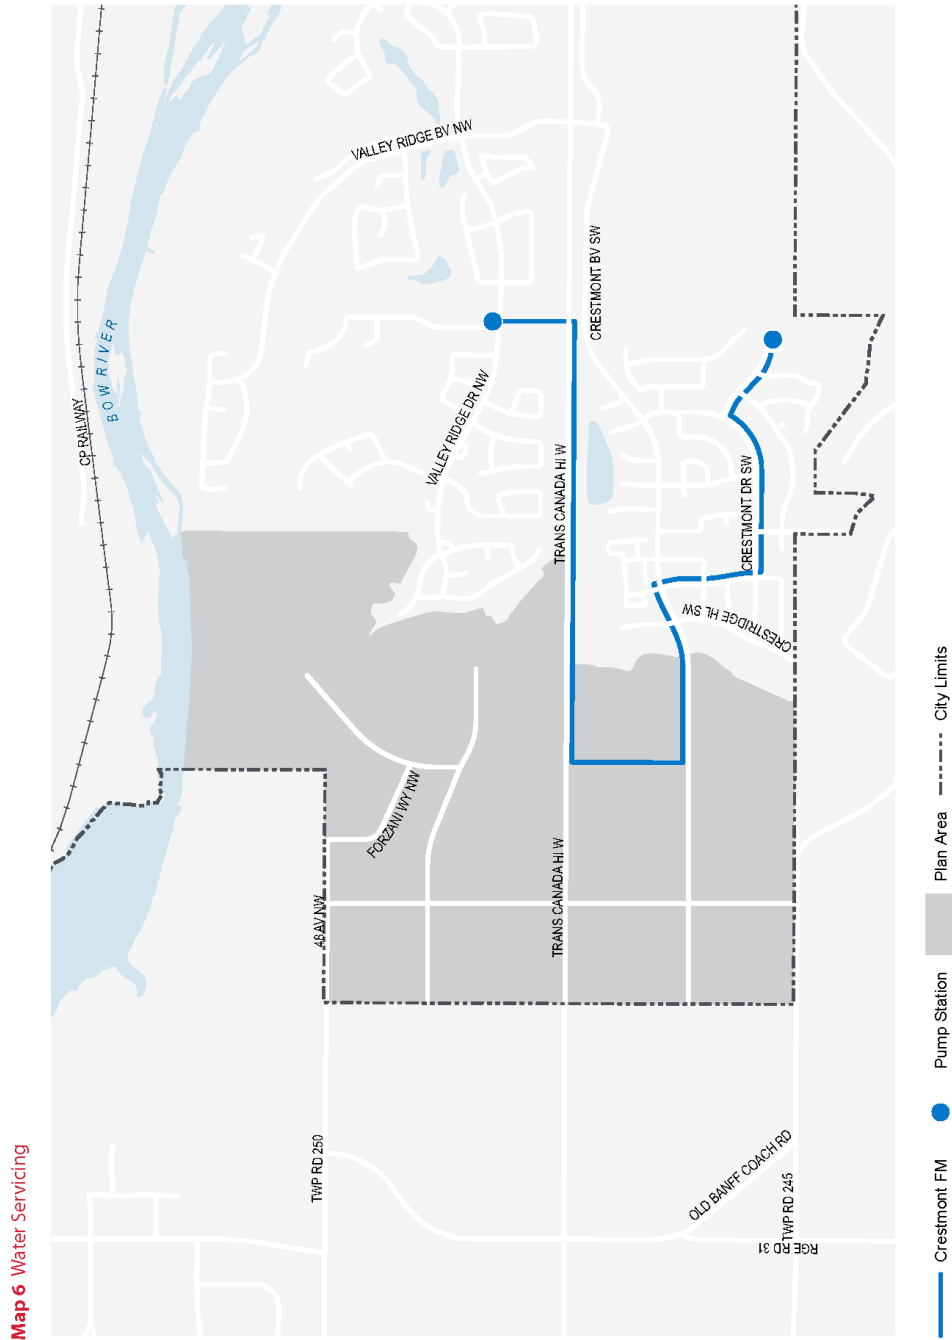 Map 6 Water Servicing
CP RAILWAY
BOW RIVER
VALLEY RIDGE BV NW
VALLEY RIDGE DR NW
CRESTMONT BV SW
TRANS CANADA HI W
CRESTMONT DR SW
CRESTRIDGE HL SW
FORZANI WY NW
48 AV NW
TRANS CANADA HI W
TWP RD 250
OLD BANFF COACH RD
TWP RD 245
RGE RD 31
Crestmont FM
Pump Station
Plan Area
City Limits